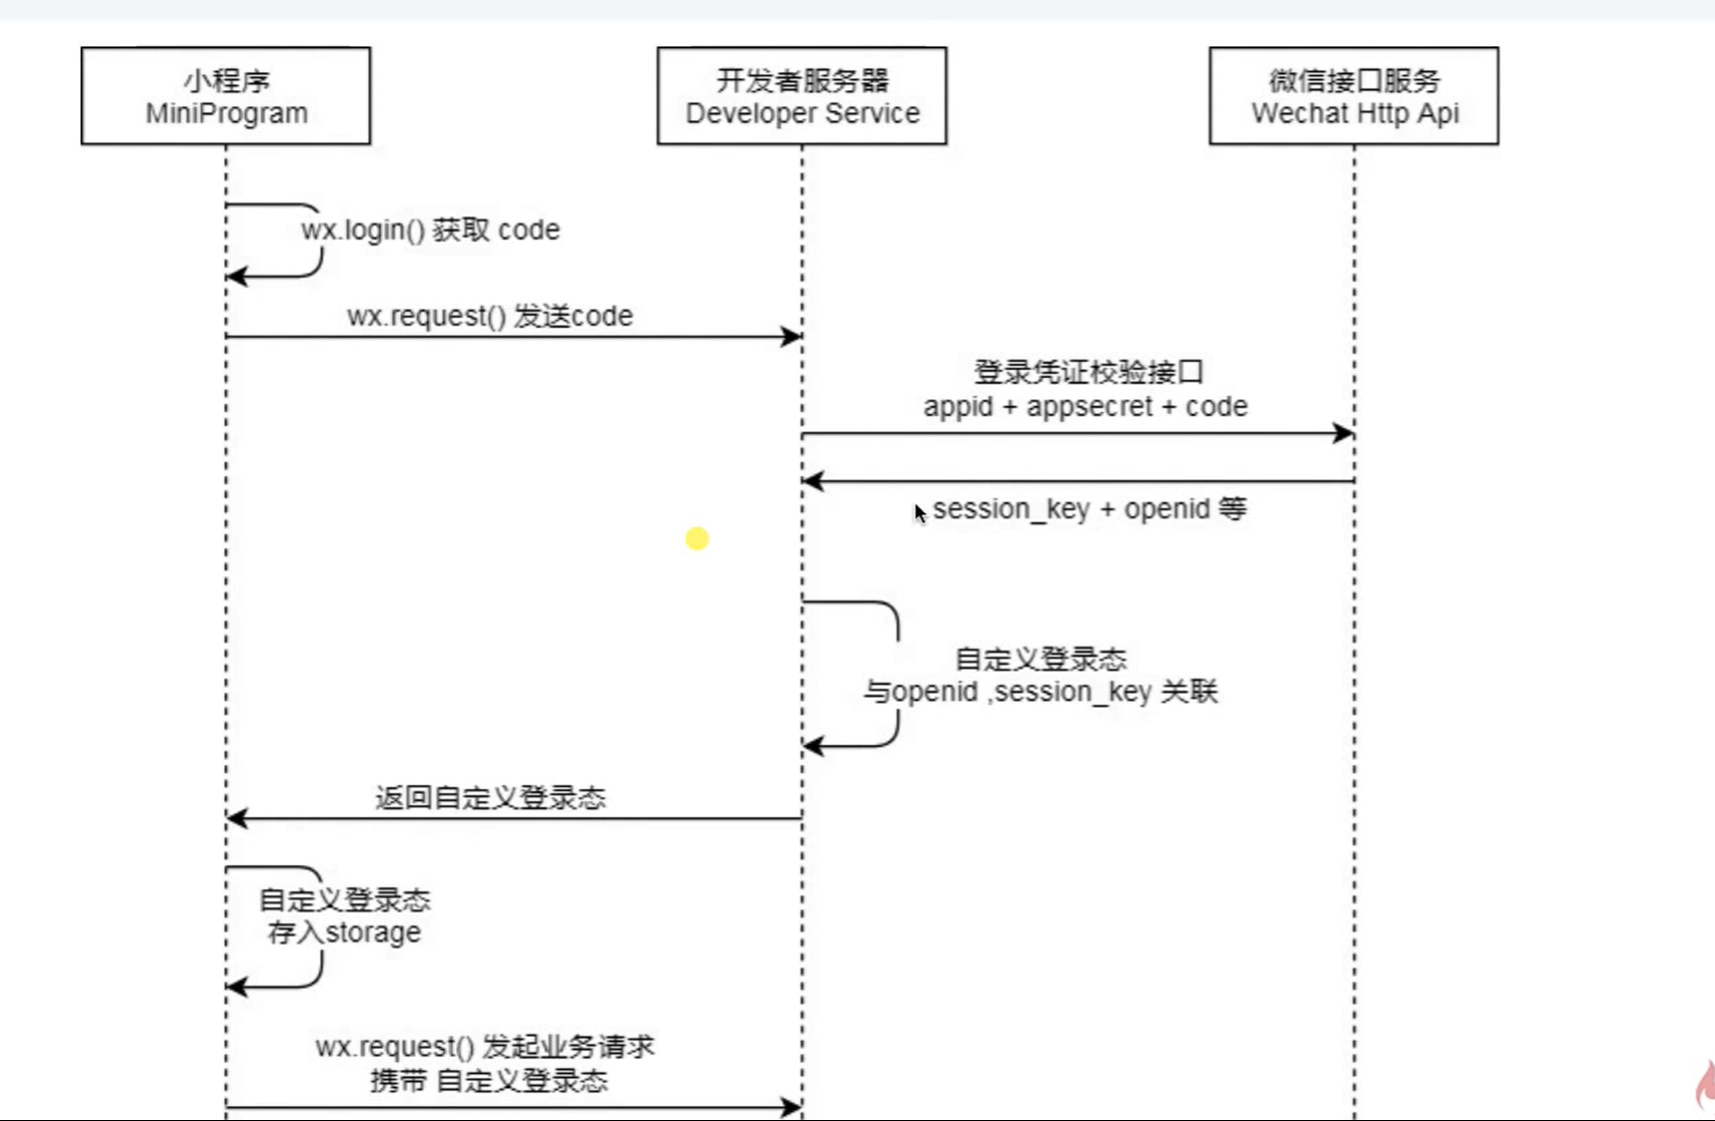 小程序
MiniProgram
开发者服务器
Developer Service
微信接口服务
Wechat Http Api
wx.login() 获取 code
wx.request() 发送code
登录凭证校验接口
appid + appsecret + code
session_key + openid 等
自定义登录态
与openid ,session_key 关联
返回自定义登录态
自定义登录态
存入storage
wx.request() 发起业务请求
携带 自定义登录态